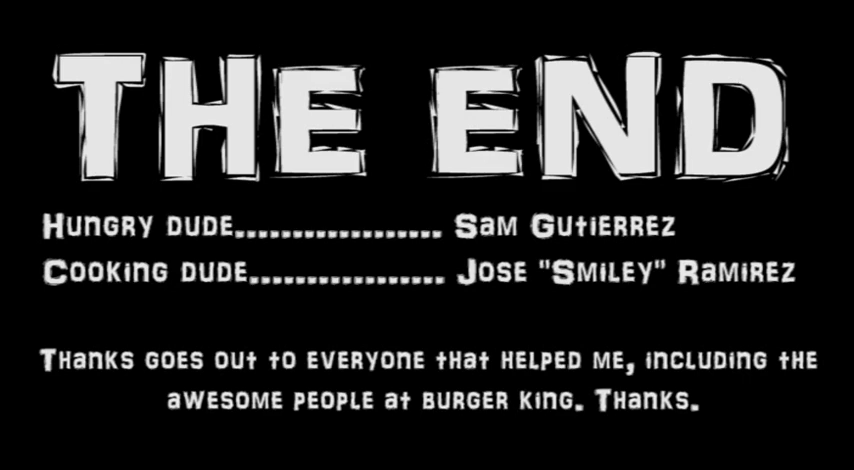 THE END
Hungry dude.................. Sam Gutierrez
Cooking dude.................. Jose "Smiley" Ramirez
Thanks goes out to everyone that helped me, including the
awesome people at burger king. Thanks.